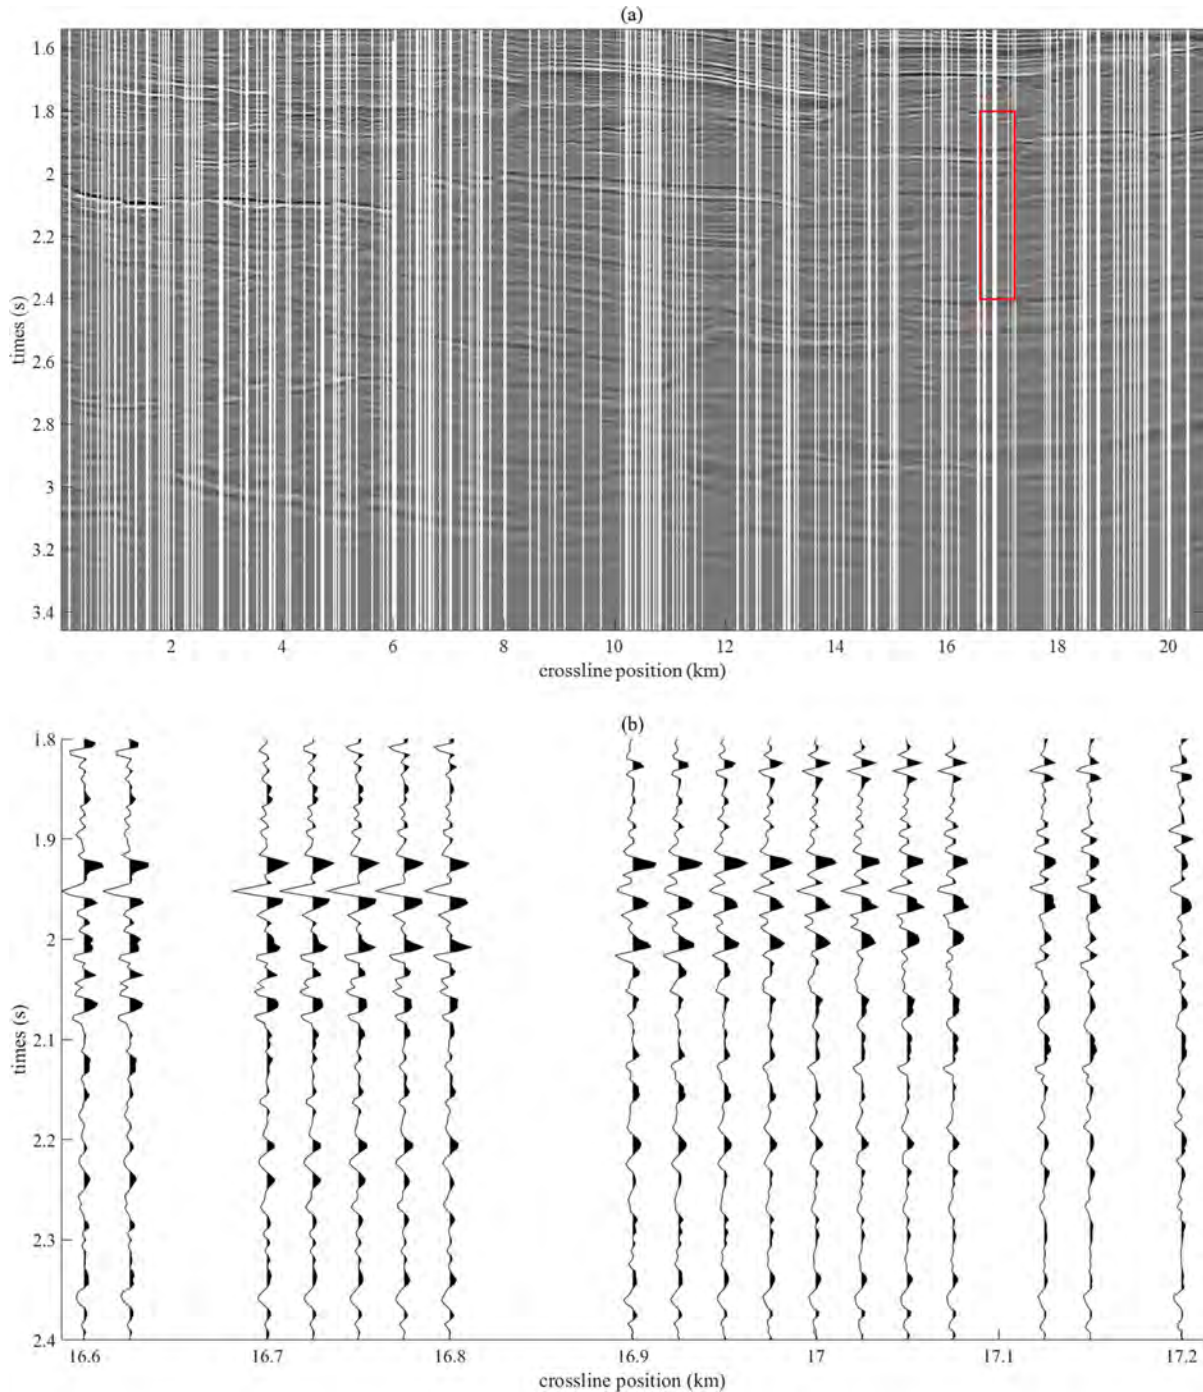 (a)
1.6
1.8
2
2.2
2.4
2.6
2.8
3
3.2
3.4
times (s)
2 4 6 8 10 12 14 16 18 20
crossline position (km)
(b)
1.8
1.9
2
2.1
2.2
2.3
2.4
times (s)
16.6 16.7 16.8 16.9 17 17.1 17.2
crossline position (km)